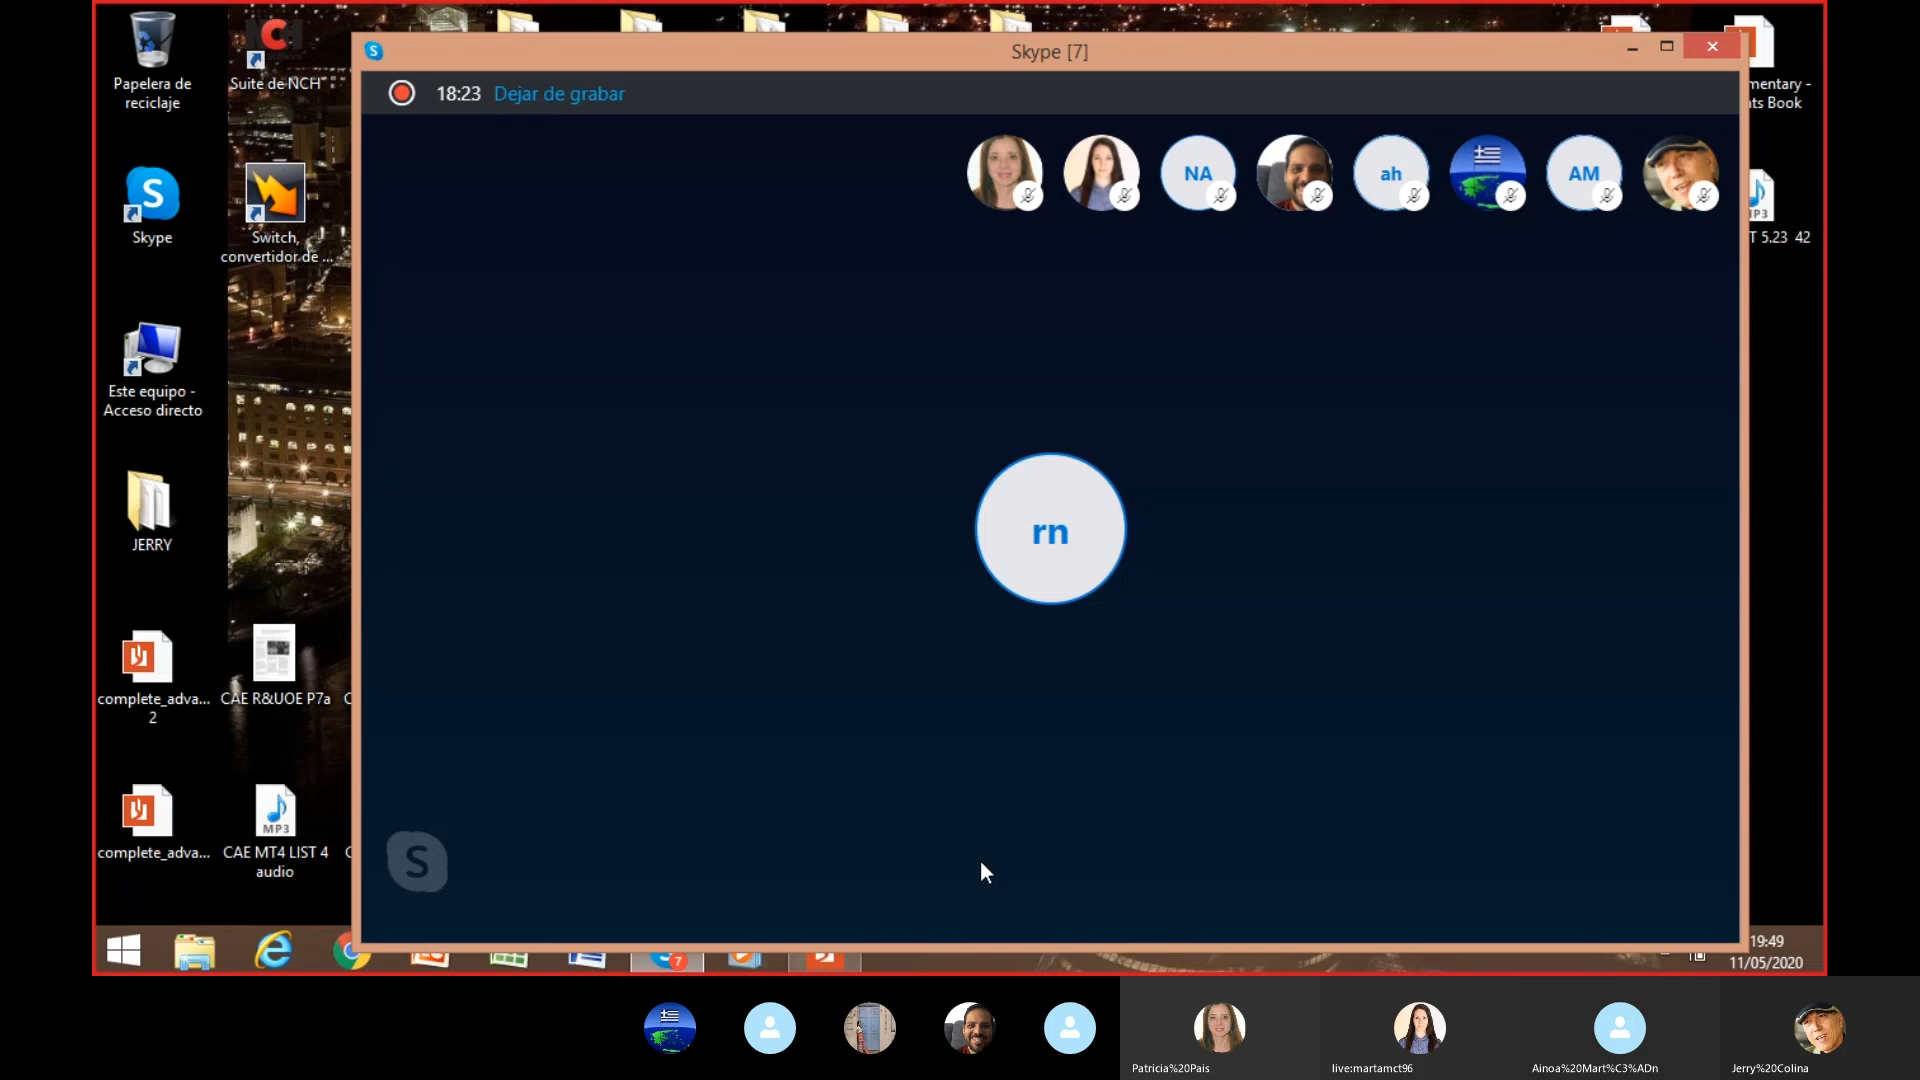 Papelera de
reciclaje
Suite de NCH
Skype [7]
18:23 Dejar de grabar
NA
ah
AM
mentary -
ts Book
Skype
Switch,
convertidor de ...
T 5.23 42
Este equipo -
Acceso directo
rn
JERRY
complete_adva...
2
CAE R&UOE P7a
MP3
complete_adva...
CAE MT4 LIST 4
audio
S
7
19:49
11/05/2020
Patricia%20Pais
live:martamct96
Ainoa%20Mart%C3%ADn
Jerry%20Colina